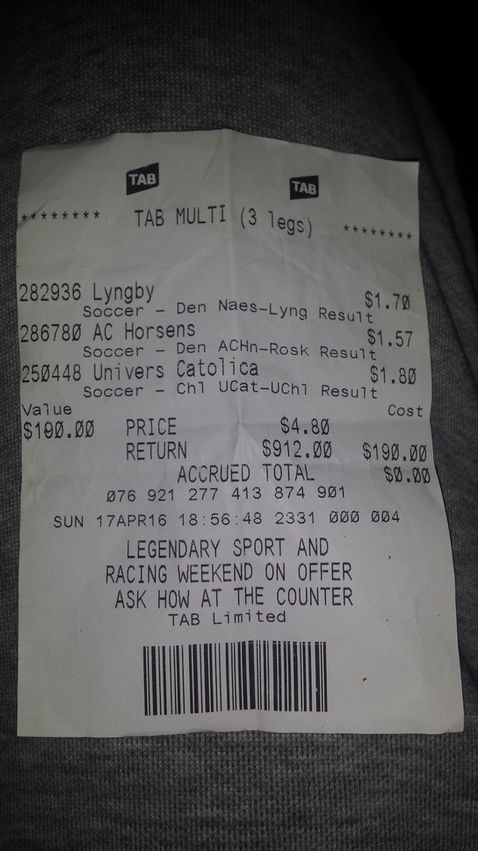 TAB TAB
******** TAB MULTI (3 legs) ********
282936 Lyngby $1.70
Soccer - Den Naes-Lyng Result
286780 AC Horsens $1.57
Soccer - Den ACHn-Rosk Result
250448 Univers Catolica $1.80
Soccer - Chl UCat-UChl Result
Value Cost
$190.00 PRICE $4.80
RETURN $912.00 $190.00
ACCRUED TOTAL $0.00
076 921 277 413 874 901
SUN 17APR16 18:56:48 2331 000 004
LEGENDARY SPORT AND
RACING WEEKEND ON OFFER
ASK HOW AT THE COUNTER
TAB Limited